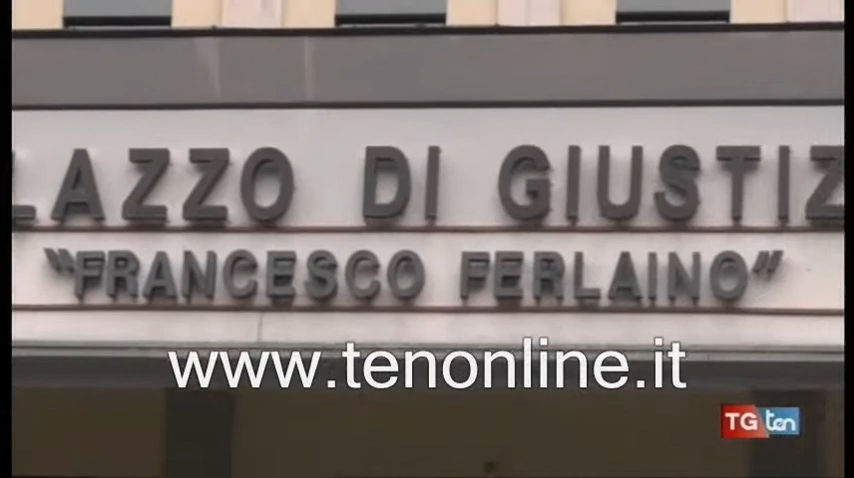 LAZZO DI GIUSTIZ
"FRANCESCO FERLAINO"
www.tenonline.it
TG ten